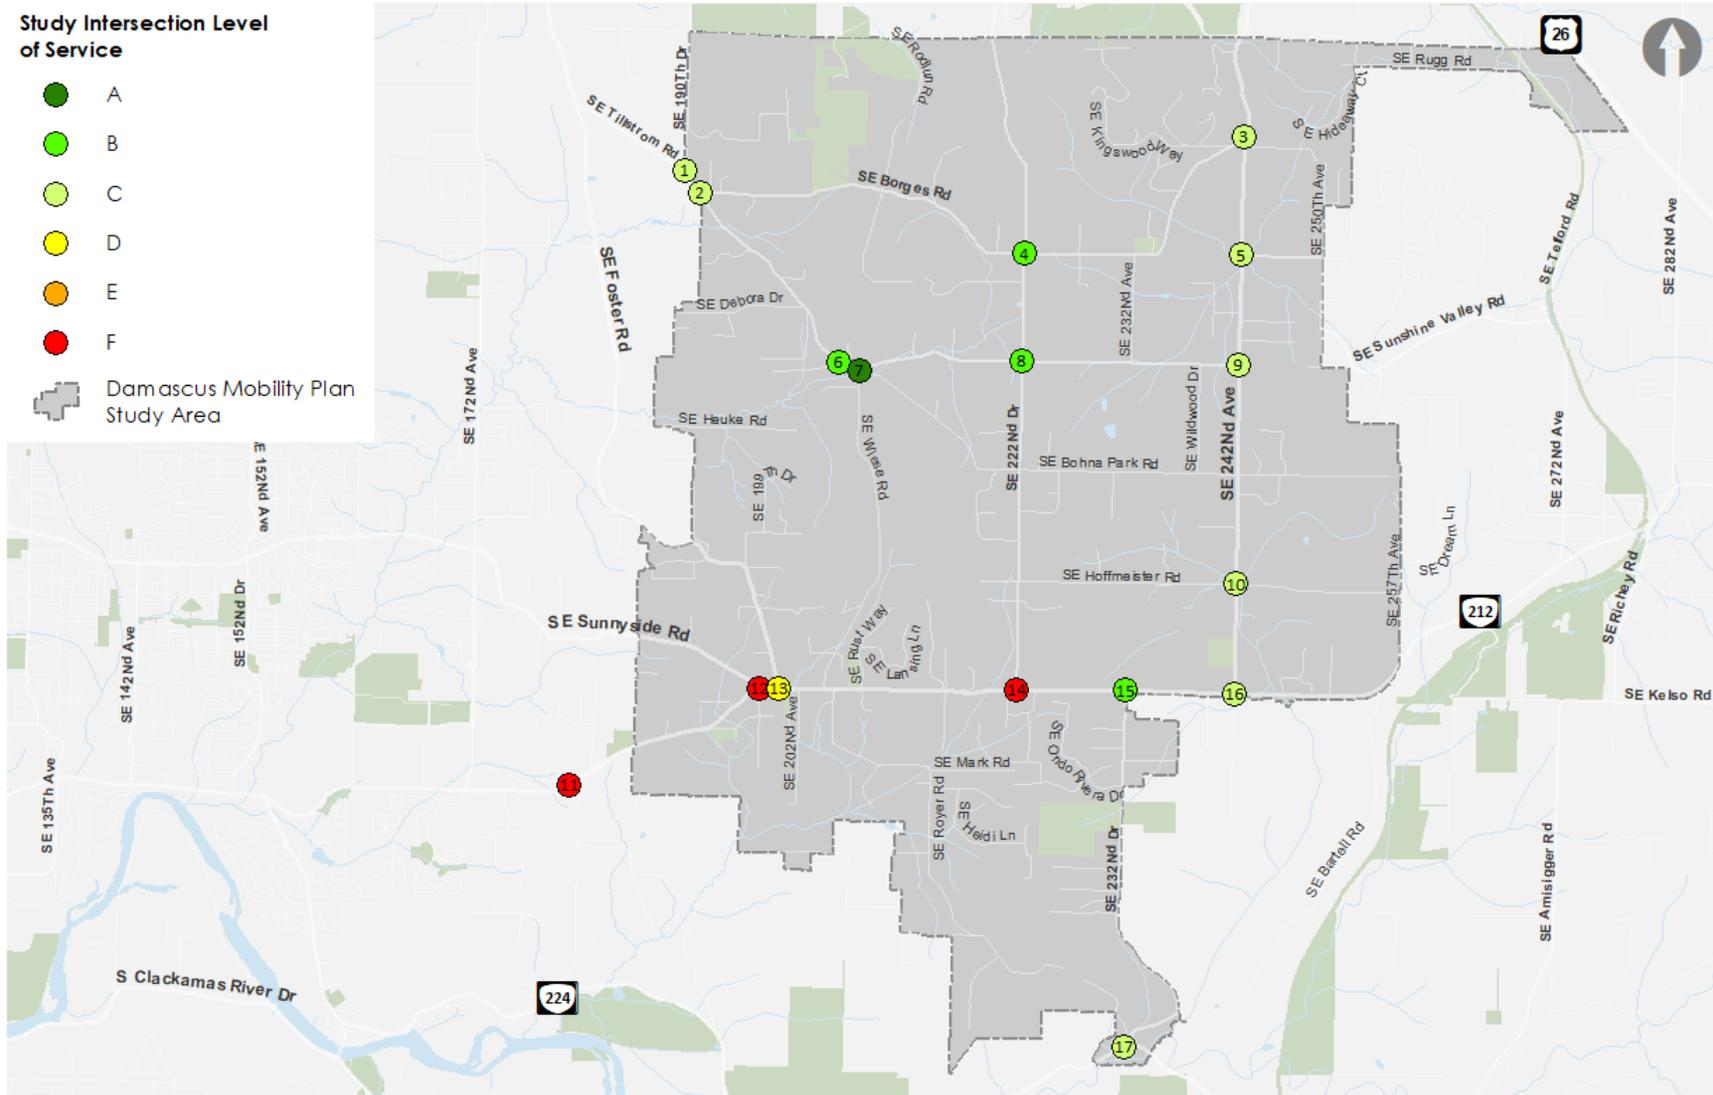 Study Intersection Level
of Service
A
B
C
D
E
F
Damascus Mobility Plan
Study Area
26
SE Rodlun Rd
SE Rugg Rd
SE 190Th Dr
SE Tillstrom Rd
SE Kingswood Way
SE Hideaway Ct
3
1
2
SE Borges Rd
SE 250Th Ave
SE Telford Rd
SE 282Nd Ave
4
5
SE Foster Rd
SE Debora Dr
SE 232Nd Ave
SE Sunshine Valley Rd
6
7
8
9
SE 172Nd Ave
SE Heuke Rd
SE Wiese Rd
SE 222Nd Dr
SE Wildwood Dr
SE 242Nd Ave
SE 272Nd Ave
SE Bohna Park Rd
SE 199Th Dr
SE 152Nd Ave
SE Dream Ln
SE 257Th Ave
SE Hoffmeister Rd
10
212
SE Richey Rd
SE 152Nd Dr
SE Sunnyside Rd
SE Rust Way
SE Lansing Ln
SE 142Nd Ave
12
13
14
15
16
SE Kelso Rd
SE 202Nd Ave
SE Ondo Rivera Dr
SE Mark Rd
11
SE 135Th Ave
SE Royer Rd
SE Heidi Ln
SE 232Nd Dr
SE Bartell Rd
SE Amisigger Rd
S Clackamas River Dr
224
17